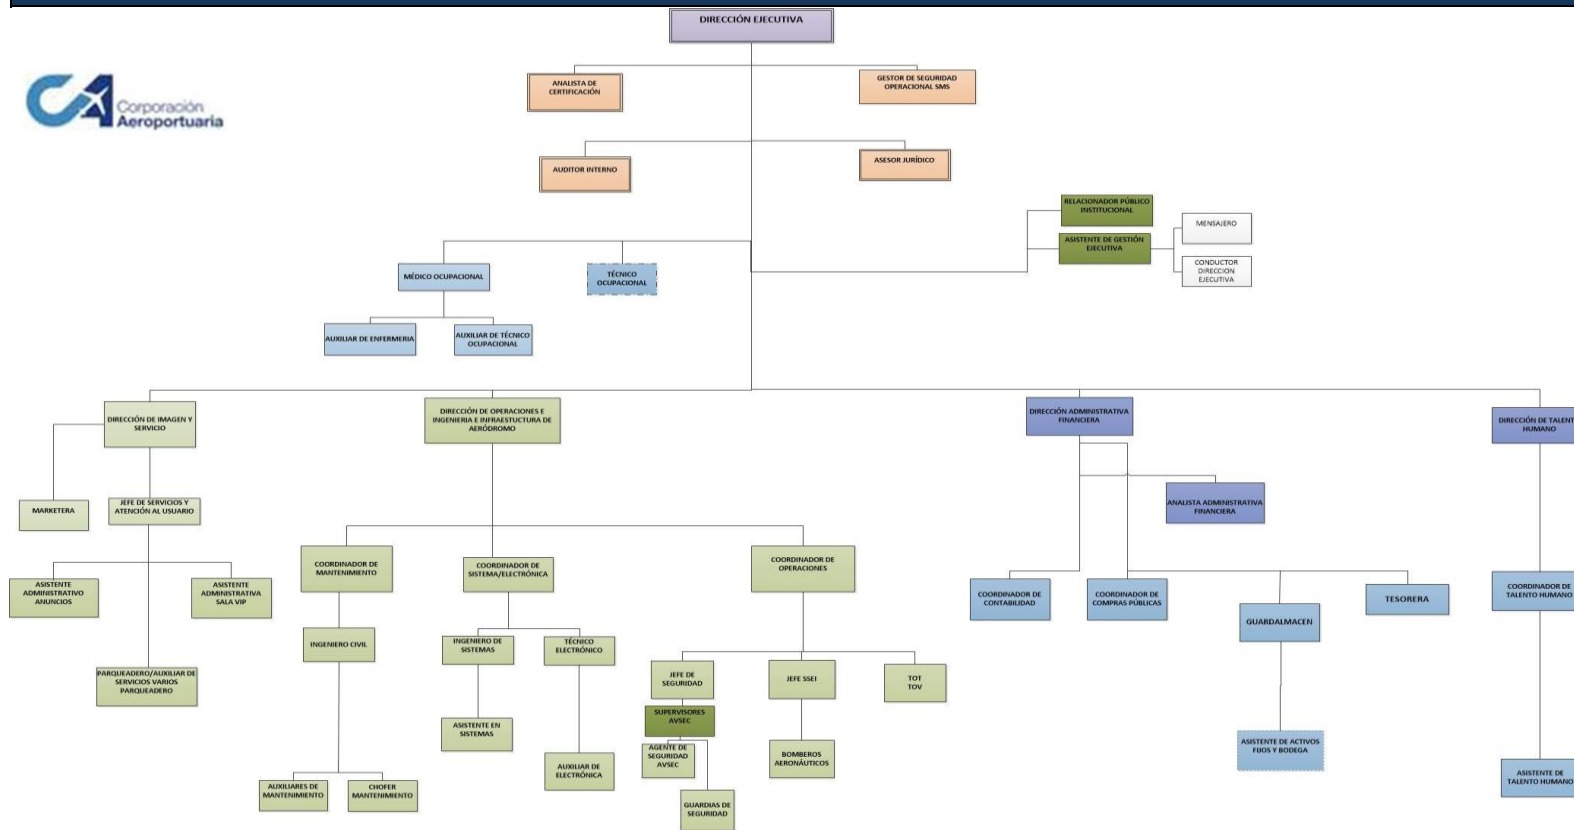 DIRECCIÓN EJECUTIVA
Corporación
Aeroportuaria
ANALISTA DE
CERTIFICACIÓN
GESTOR DE SEGURIDAD
OPERACIONAL SMS
AUDITOR INTERNO
ASESOR JURÍDICO
RELACIONADOR PÚBLICO
INSTITUCIONAL
ASISTENTE DE GESTIÓN
EJECUTIVA
MENSAJERO
CONDUCTOR
DIRECCION
EJECUTIVA
MÉDICO OCUPACIONAL
TÉCNICO
OCUPACIONAL
AUXILIAR DE ENFERMERIA
AUXILIAR DE TÉCNICO
OCUPACIONAL
DIRECCIÓN DE IMAGEN Y
SERVICIO
DIRECCIÓN DE OPERACIONES E
INGENIERIA E INFRAESTUCTURA DE
AERÓDROMO
DIRECCIÓN ADMINISTRATIVA
FINANCIERA
DIRECCIÓN DE TALENT
HUMANO
MARKETERA
JEFE DE SERVICIOS Y
ATENCIÓN AL USUARIO
ANALISTA ADMINISTRATIVA
FINANCIERA
ASISTENTE
ADMINISTRATIVO
ANUNCIOS
ASISTENTE
ADMINISTRATIVA
SALA VIP
PARQUEADERO/AUXILIAR DE
SERVICIOS VARIOS
PARQUEADERO
COORDINADOR DE
MANTENIMIENTO
COORDINADOR DE
SISTEMA/ELECTRÓNICA
COORDINADOR DE
OPERACIONES
COORDINADOR DE
CONTABILIDAD
COORDINADOR DE
COMPRAS PÚBLICAS
GUARDALMACEN
TESORERA
COORDINADOR DE
TALENTO HUMANO
INGENIERO CIVIL
INGENIERO DE
SISTEMAS
TÉCNICO
ELECTRÓNICO
JEFE DE
SEGURIDAD
JEFE SSEI
TOT
TOV
SUPERVISORES
AVSEC
ASISTENTE EN
SISTEMAS
AGENTE DE
SEGURIDAD
AVSEC
BOMBEROS
AERONÁUTICOS
ASISTENTE DE ACTIVOS
FIJOS Y BODEGA
AUXILIAR DE
ELECTRÓNICA
ASISTENTE DE
TALENTO HUMANO
AUXILIARES DE
MANTENIMIENTO
CHOFER
MANTENIMIENTO
GUARDIAS DE
SEGURIDAD